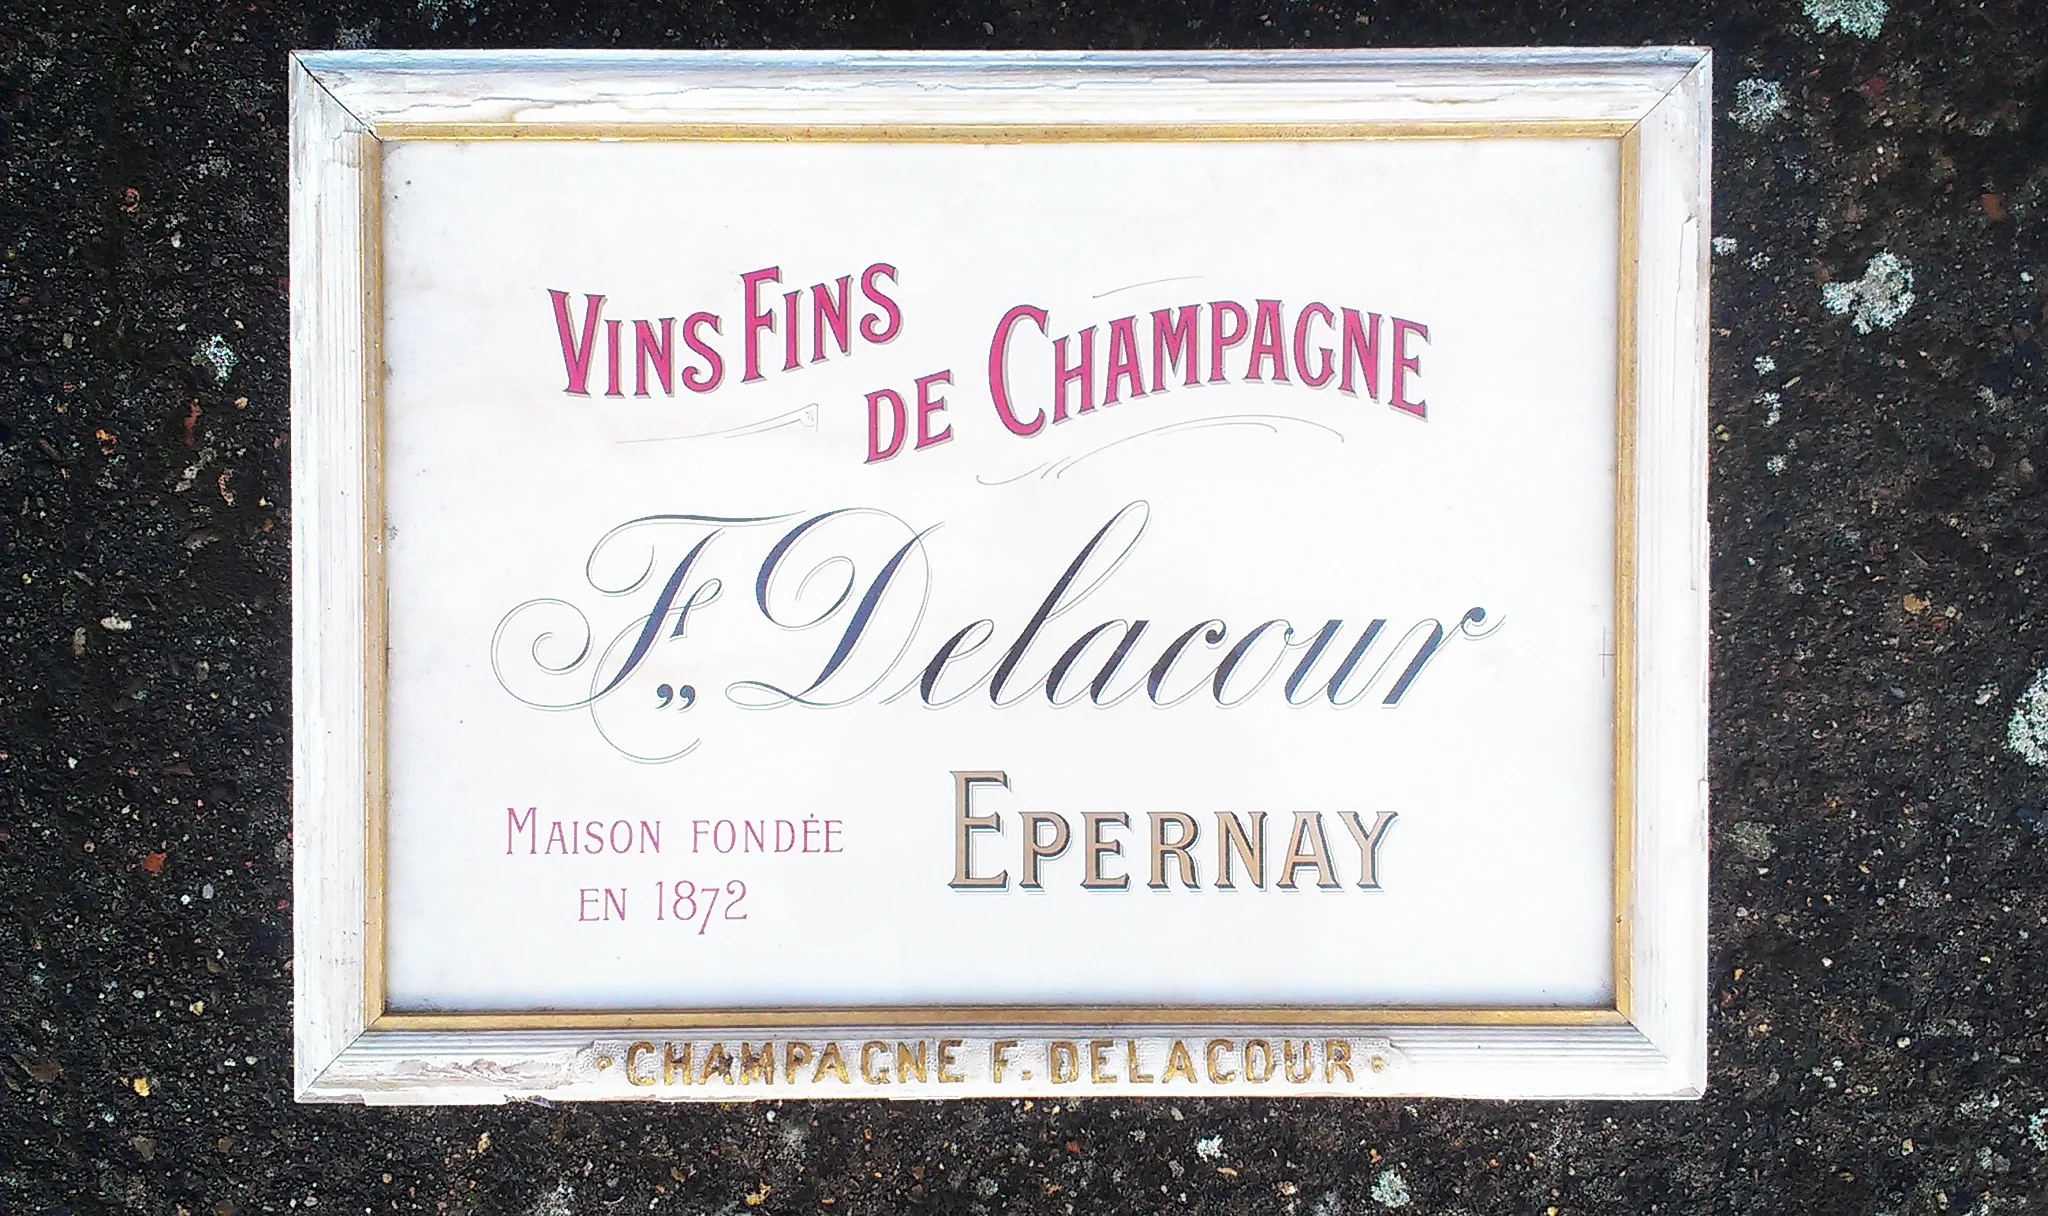 VINS FINS
DE CHAMPAGNE
F„ Delacour
EPERNAY
MAISON FONDÉE
EN 1872
CHAMPAGNE F. DELACOUR